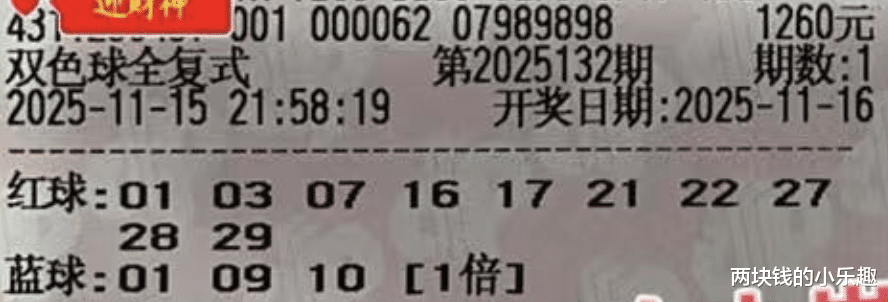 迎财神
001 000062 07989898 1260元
双色球全复式 第2025132期 期数:1
2025-11-15 21:58:19 开奖日期:2025-11-16
红球:01 03 07 16 17 21 22 27
28 29
蓝球:01 09 10 [1倍]
两块钱的小乐趣